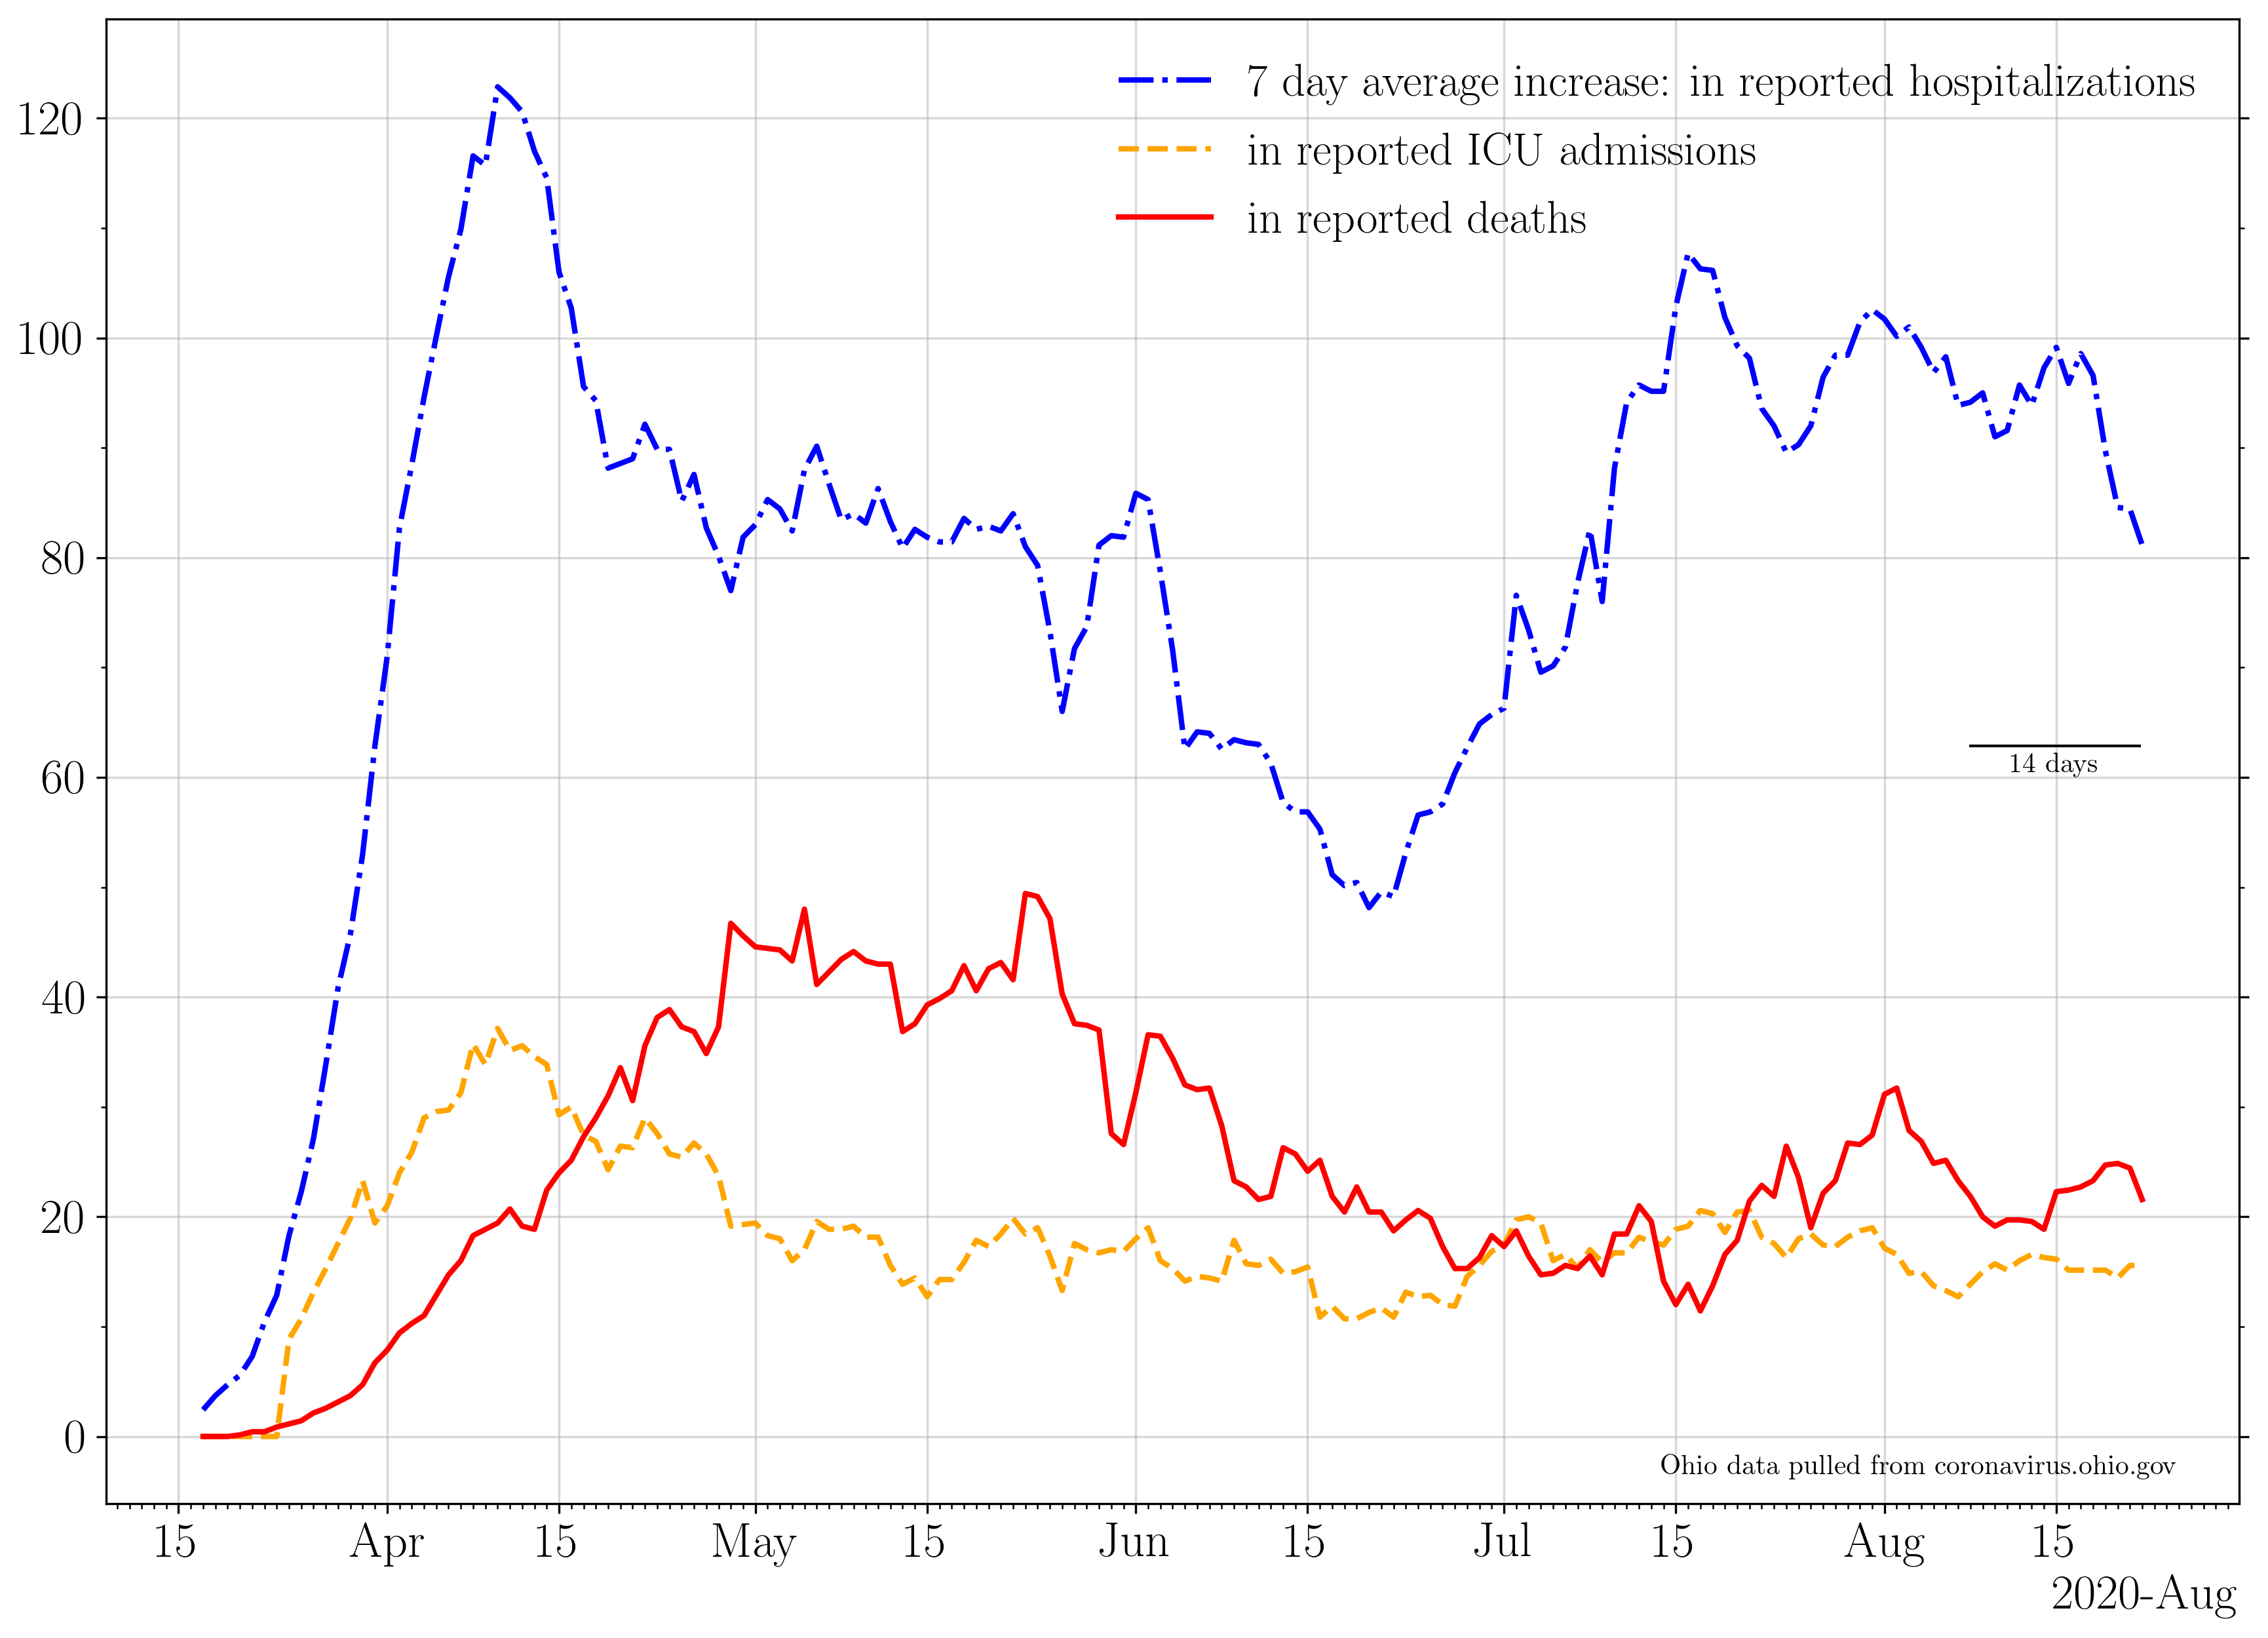 7 day average increase: in reported hospitalizations
in reported ICU admissions
in reported deaths
120
100
80
60
40
20
0
14 days
Ohio data pulled from coronavirus.ohio.gov
15 Apr 15 May 15 Jun 15 Jul 15 Aug 15
2020-Aug